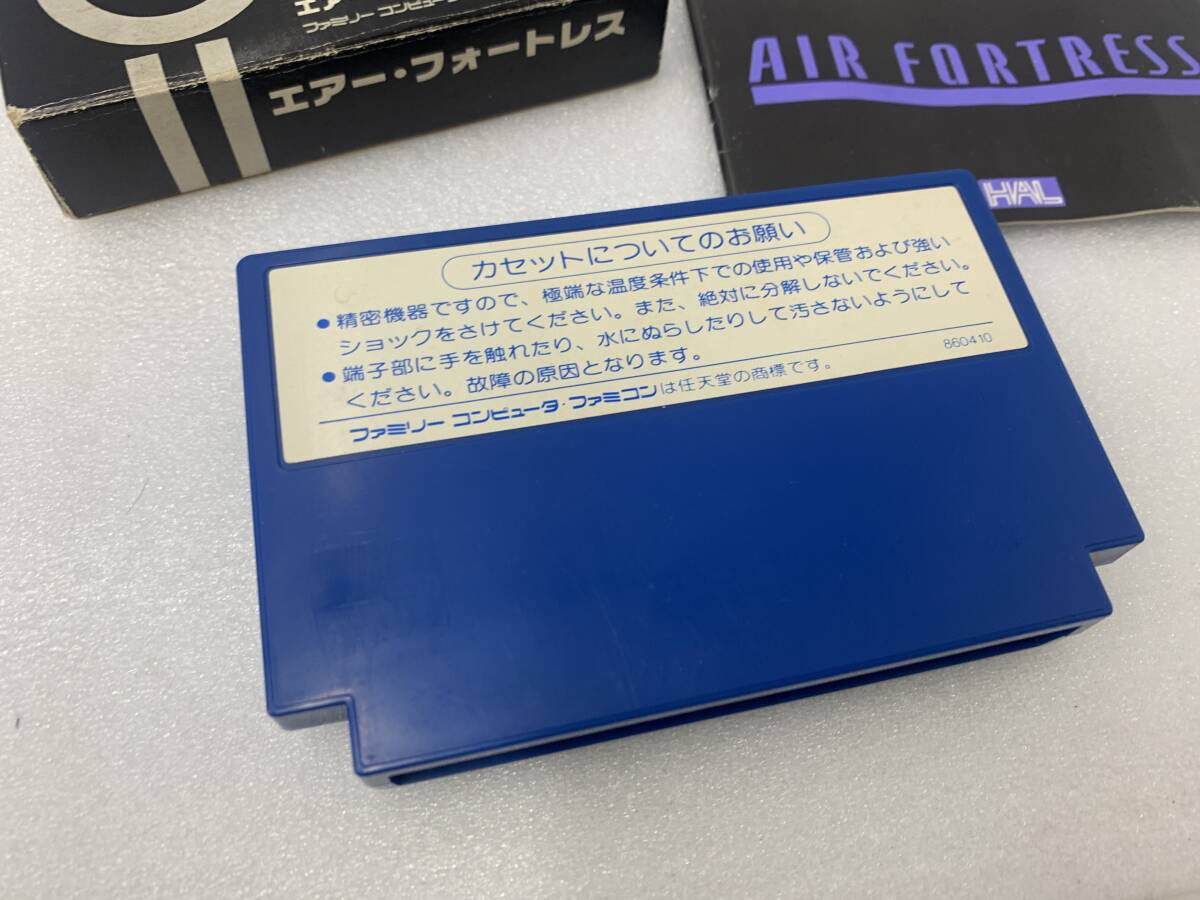 ファミリー コンピュータ
エアー・フォートレス
AIR FORTRESS
HAL
カセットについてのお願い
●精密機器ですので、極端な温度条件下での使用や保管および強い
ショックをさけてください。また、絶対に分解しないでください。
●端子部に手を触れたり、水にぬらしたりして汚さないようにして
ください。故障の原因となります。
860410
ファミリー コンピュータ・ファミコンは任天堂の商標です。